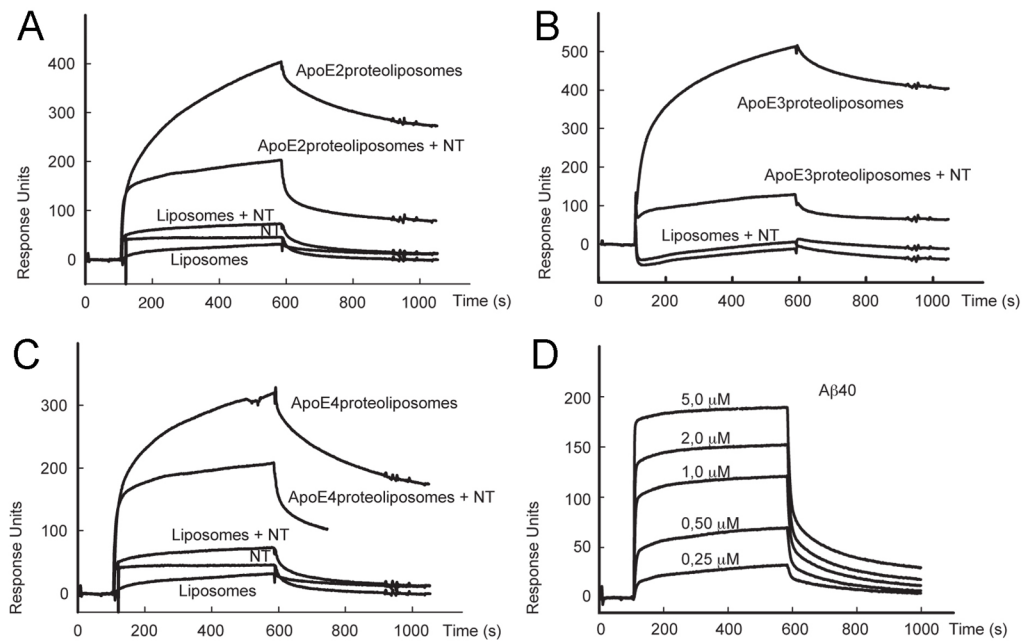 A
Response Units
400
300
200
100
0
ApoE2proteoliposomes
ApoE2proteoliposomes + NT
Liposomes + NT
NT
Liposomes
0 200 400 600 800 1000 Time (s)
B
Response Units
500
400
300
200
100
0
ApoE3proteoliposomes
ApoE3proteoliposomes + NT
Liposomes + NT
0 200 400 600 800 1000 Time (s)
C
Response Units
300
200
100
0
ApoE4proteoliposomes
ApoE4proteoliposomes + NT
Liposomes + NT
NT
Liposomes
0 200 400 600 800 1000 Time (s)
D
Response Units
200
150
100
50
0
Aβ40
5,0 μM
2,0 μM
1,0 μM
0,50 μM
0,25 μM
0 200 400 600 800 1000 Time (s)